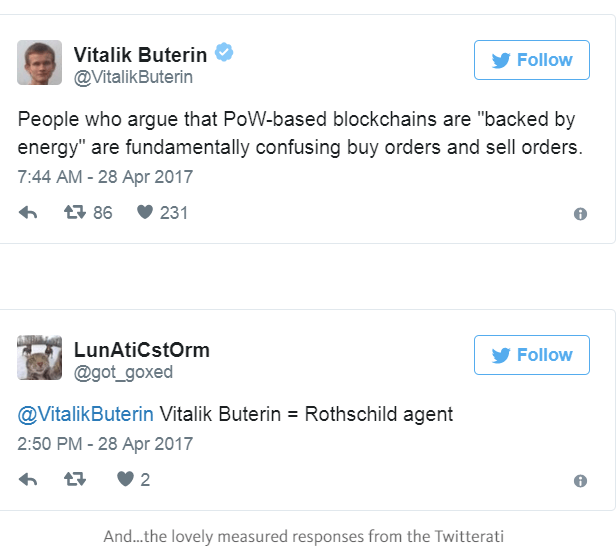 Vitalik Buterin
Follow
@VitalikButerin
People who argue that PoW-based blockchains are "backed by
energy" are fundamentally confusing buy orders and sell orders.
7:44 AM - 28 Apr 2017
86 231
LunAtiCstOrm
Follow
@got_goxed
@VitalikButerin Vitalik Buterin = Rothschild agent
2:50 PM - 28 Apr 2017
2
And...the lovely measured responses from the Twitterati